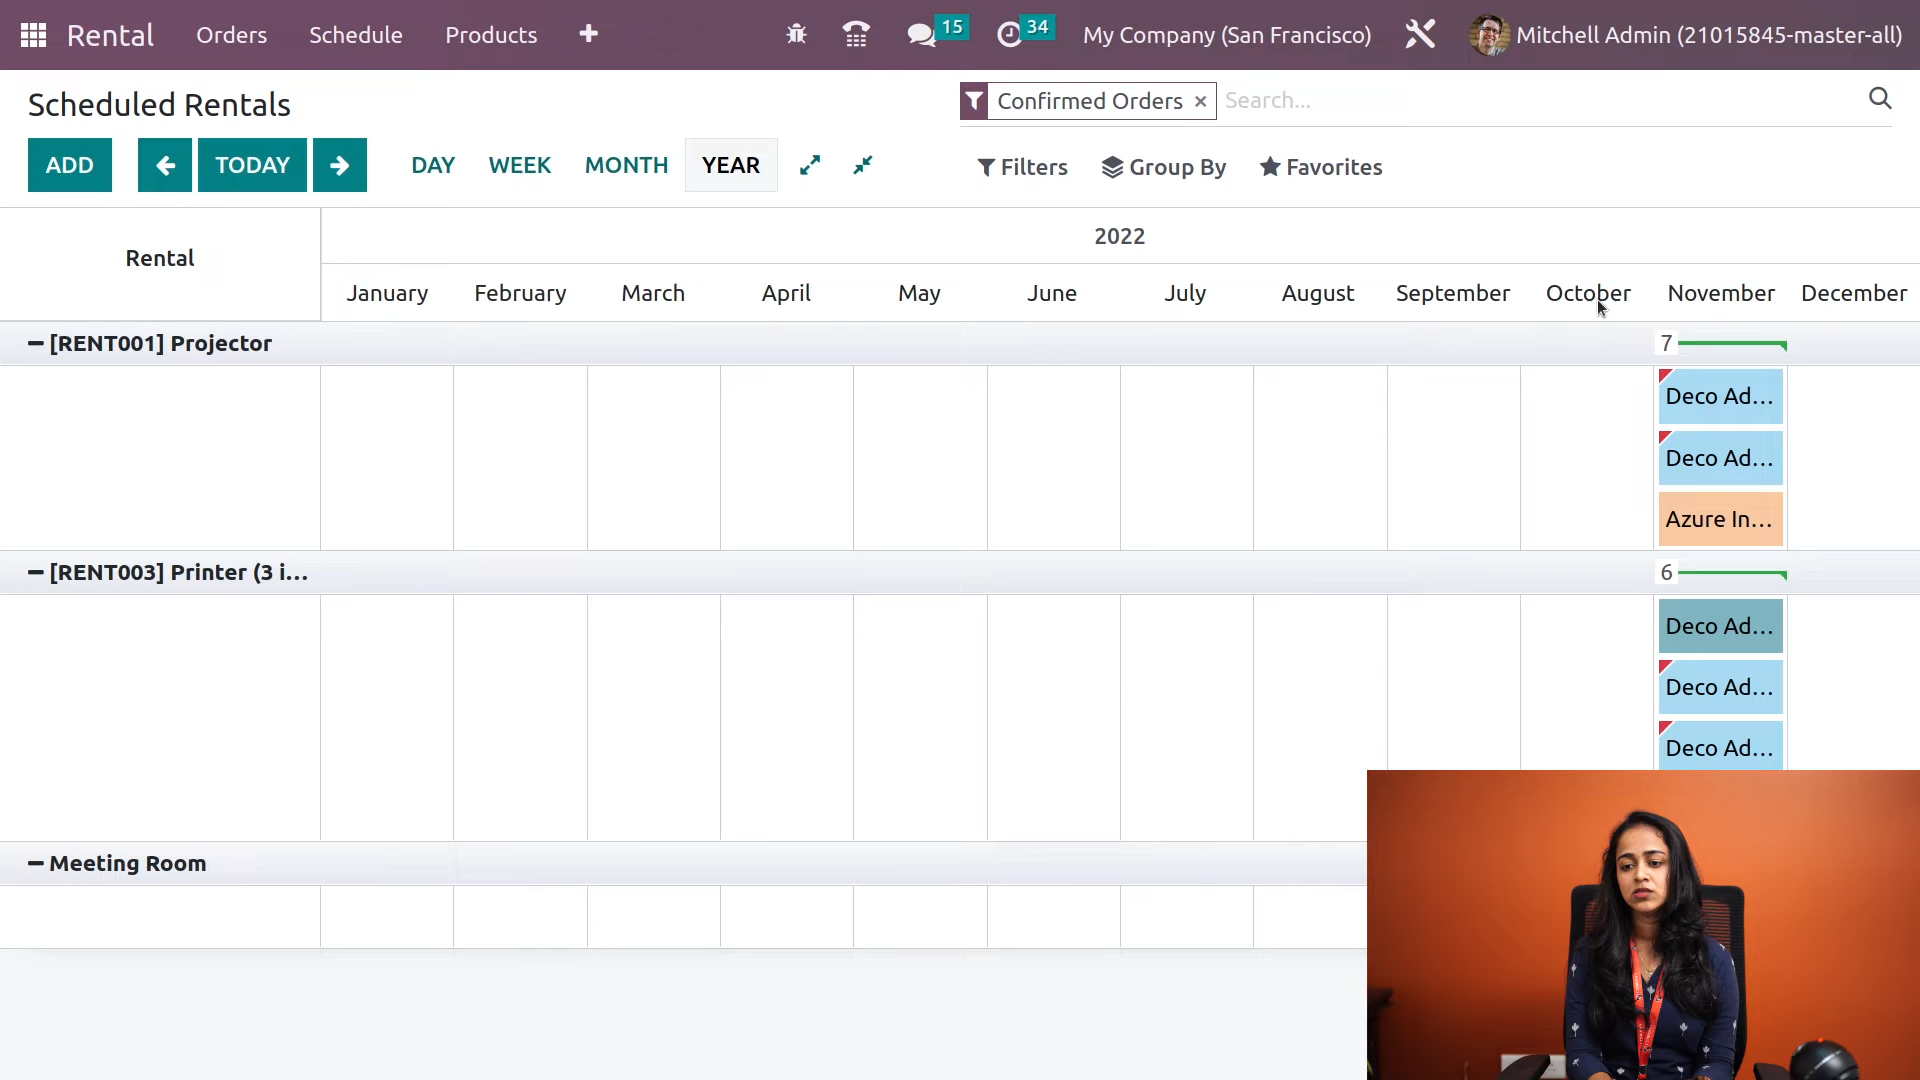 Rental Orders Schedule Products + 15 34 My Company (San Francisco) Mitchell Admin (21015845-master-all)
Scheduled Rentals
Confirmed Orders × Search...
ADD TODAY DAY WEEK MONTH YEAR
Filters Group By Favorites
Rental
2022
January February March April May June July August September October November December
[RENT001] Projector 7
Deco Ad...
Deco Ad...
Azure In...
[RENT003] Printer (3 i... 6
Deco Ad...
Deco Ad...
Deco Ad...
Meeting Room